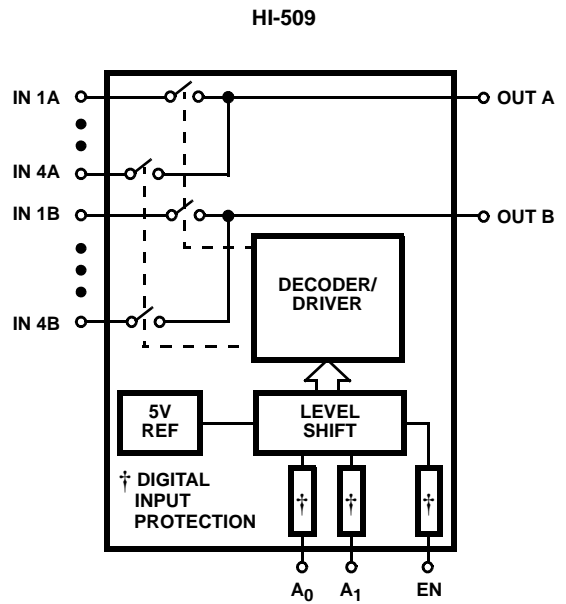 HI-509
IN 1A
OUT A
IN 4A
IN 1B
OUT B
DECODER/
DRIVER
IN 4B
5V
REF
LEVEL
SHIFT
† DIGITAL
INPUT
PROTECTION
†
†
†
A0
A1
EN